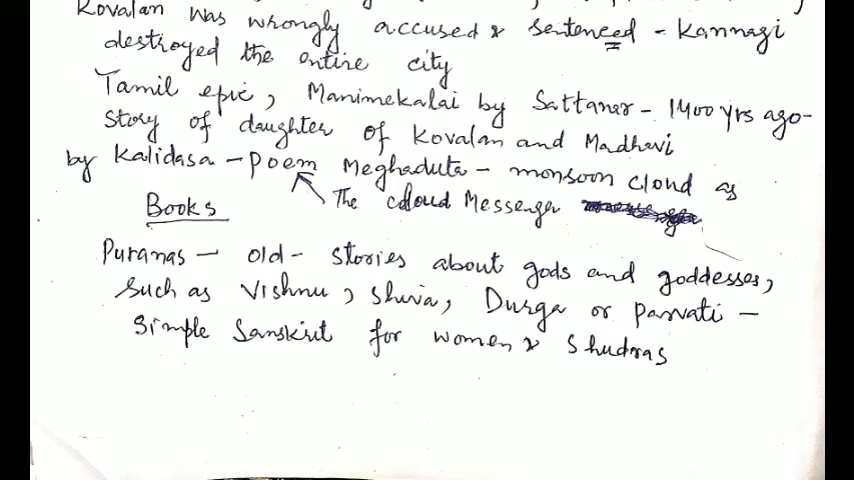 Kovalan was wrongly accused & sentenced - Kannagi
destroyed the entire city
Tamil epic, Manimekalai by Sattanar - 1400 yrs ago-
Story of daughter of Kovalan and Madhavi
by Kalidasa - poem Meghaduta - monsoon cloud as
The cloud Messenger
Books
Puranas - old - stories about gods and goddesses,
such as Vishnu, Shiva, Durga or Parvati -
Simple Sanskrit for women & Shudras